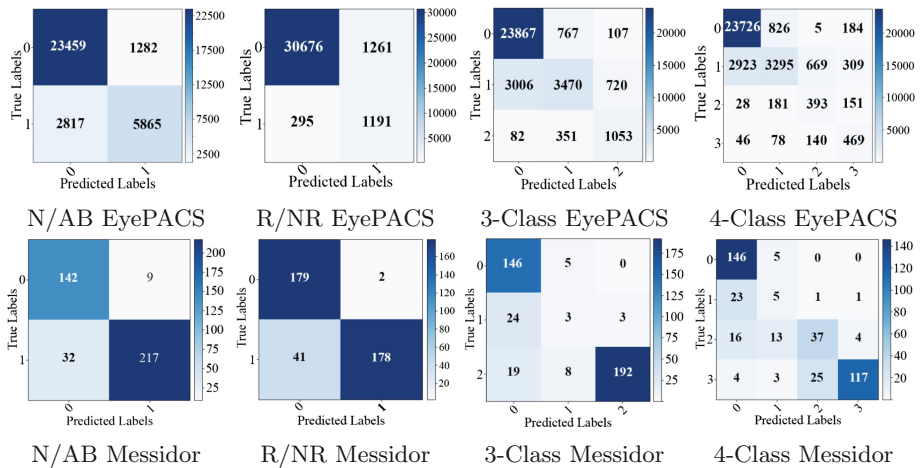 True Labels
0
23459 1282
1
2817 5865
0 1
Predicted Labels
22500
20000
17500
15000
12500
10000
7500
5000
2500
N/AB EyePACS
True Labels
0
30676 1261
1
295 1191
0 1
Predicted Labels
30000
25000
20000
15000
10000
5000
R/NR EyePACS
True Labels
0
23867 767 107
1
3006 3470 720
2
82 351 1053
0 1 2
Predicted Labels
20000
15000
10000
5000
3-Class EyePACS
True Labels
0
23726 826 5 184
1
2923 3295 669 309
2
28 181 393 151
3
46 78 140 469
0 1 2 3
Predicted Labels
20000
15000
10000
5000
4-Class EyePACS
True Labels
0
142 9
1
32 217
0 1
Predicted Labels
200
175
150
125
100
75
50
25
N/AB Messidor
True Labels
0
179 2
1
41 178
0 1
Predicted Labels
160
140
120
100
80
60
40
20
R/NR Messidor
True Labels
0
146 5 0
1
24 3 3
2
19 8 192
0 1 2
Predicted Labels
175
150
125
100
75
50
25
0
3-Class Messidor
True Labels
0
146 5 0 0
1
23 5 1 1
2
16 13 37 4
3
4 3 25 117
0 1 2 3
Predicted Labels
140
120
100
80
60
40
20
0
4-Class Messidor